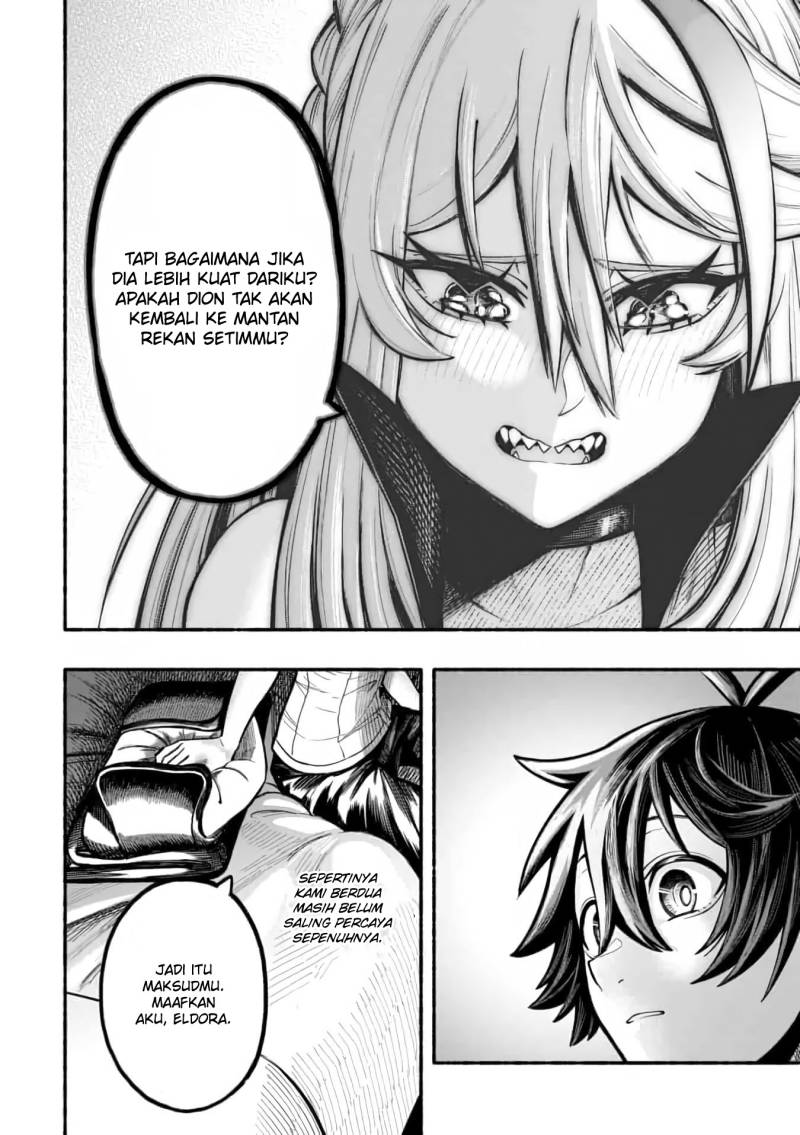 TAPI BAGAIMANA JIKA
DIA LEBIH KUAT DARIKU?
APAKAH DION TAK AKAN
KEMBALI KE MANTAN
REKAN SETIMMU?
SEPERTINYA
KAMI BERDUA
MASIH BELUM
SALING PERCAYA
SEPENUHNYA.
JADI ITU
MAKSUDMU.
MAAFKAN
AKU, ELDORA.